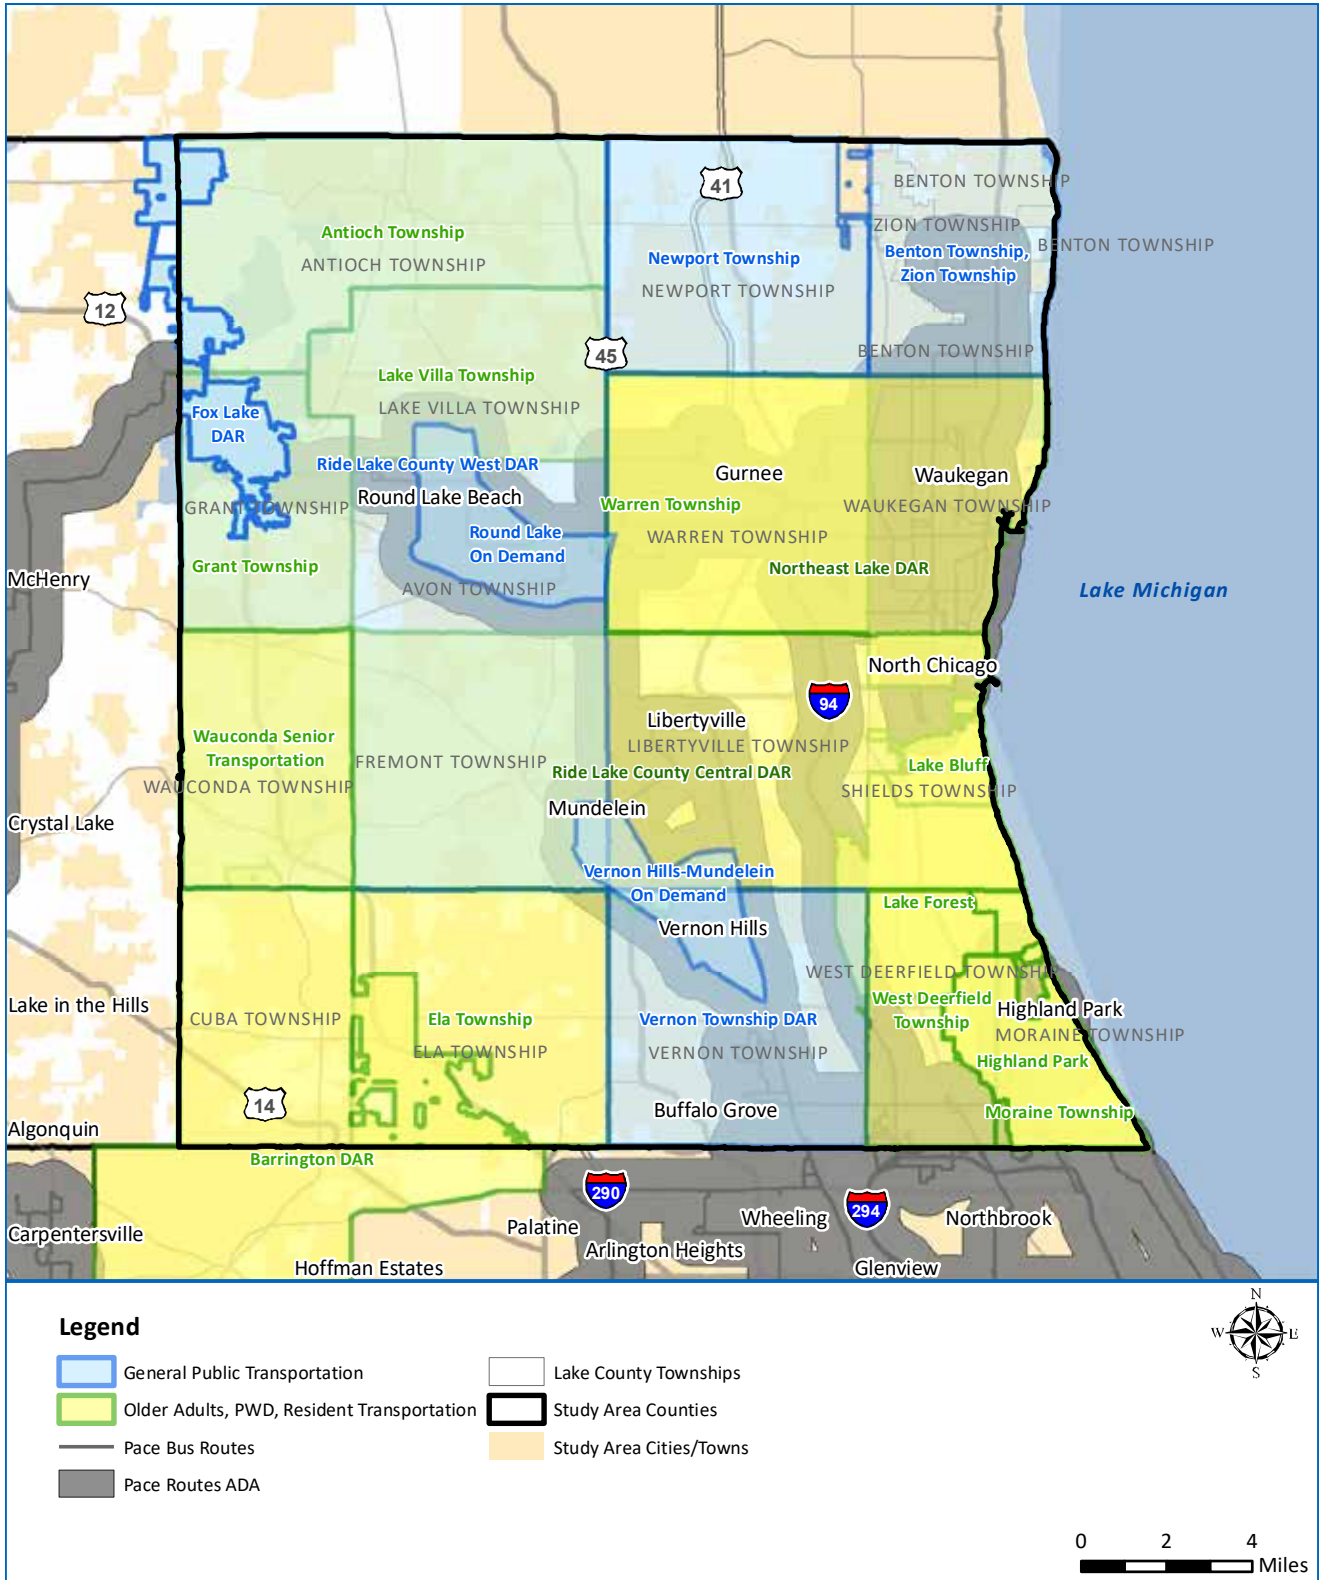 41
BENTON TOWNSHIP
ZION TOWNSHIP
Antioch Township
BENTON TOWNSHIP
Newport Township
Benton Township,
Zion Township
ANTIOCH TOWNSHIP
NEWPORT TOWNSHIP
12
45
BENTON TOWNSHIP
Lake Villa Township
LAKE VILLA TOWNSHIP
Fox Lake
DAR
Ride Lake County West DAR
Gurnee
Waukegan
Round Lake Beach
GRANT TOWNSHIP
Warren Township
WAUKEGAN TOWNSHIP
Round Lake
On Demand
WARREN TOWNSHIP
Grant Township
Northeast Lake DAR
McHenry
AVON TOWNSHIP
Lake Michigan
North Chicago
94
Libertyville
Wauconda Senior
Transportation
LIBERTYVILLE TOWNSHIP
FREMONT TOWNSHIP
Ride Lake County Central DAR
Lake Bluff
WAUCONDA TOWNSHIP
SHIELDS TOWNSHIP
Mundelein
Crystal Lake
Vernon Hills-Mundelein
On Demand
Lake Forest
Vernon Hills
WEST DEERFIELD TOWNSHIP
West Deerfield
Township
Lake in the Hills
Highland Park
CUBA TOWNSHIP
Ela Township
Vernon Township DAR
MORAINE TOWNSHIP
ELA TOWNSHIP
VERNON TOWNSHIP
Highland Park
14
Buffalo Grove
Moraine Township
Algonquin
Barrington DAR
290
294
Carpentersville
Palatine
Wheeling
Northbrook
Arlington Heights
Hoffman Estates
Glenview
Legend
General Public Transportation
Older Adults, PWD, Resident Transportation
Pace Bus Routes
Pace Routes ADA
Lake County Townships
Study Area Counties
Study Area Cities/Towns
N
W
E
S
0 2 4
Miles